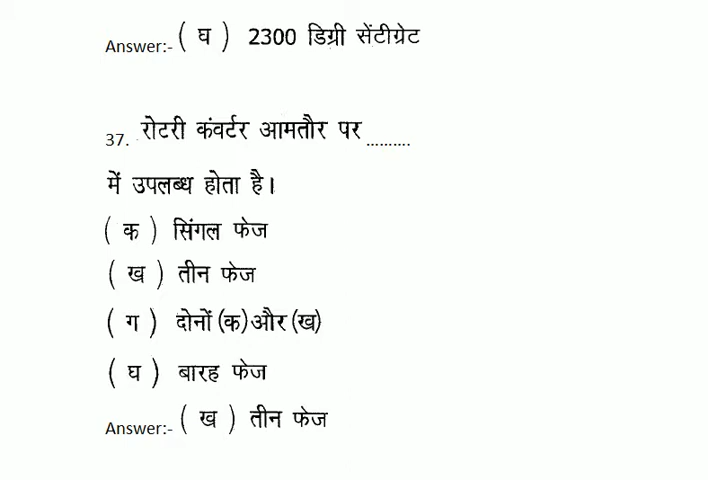 Answer:- ( घ ) 2300 डिग्री सेंटीग्रेट
37. रोटरी कंवर्टर आमतौर पर ..........
में उपलब्ध होता है।
( क ) सिंगल फेज
( ख ) तीन फेज
( ग ) दोनों (क) और (ख)
( घ ) बारह फेज
Answer:- ( ख ) तीन फेज